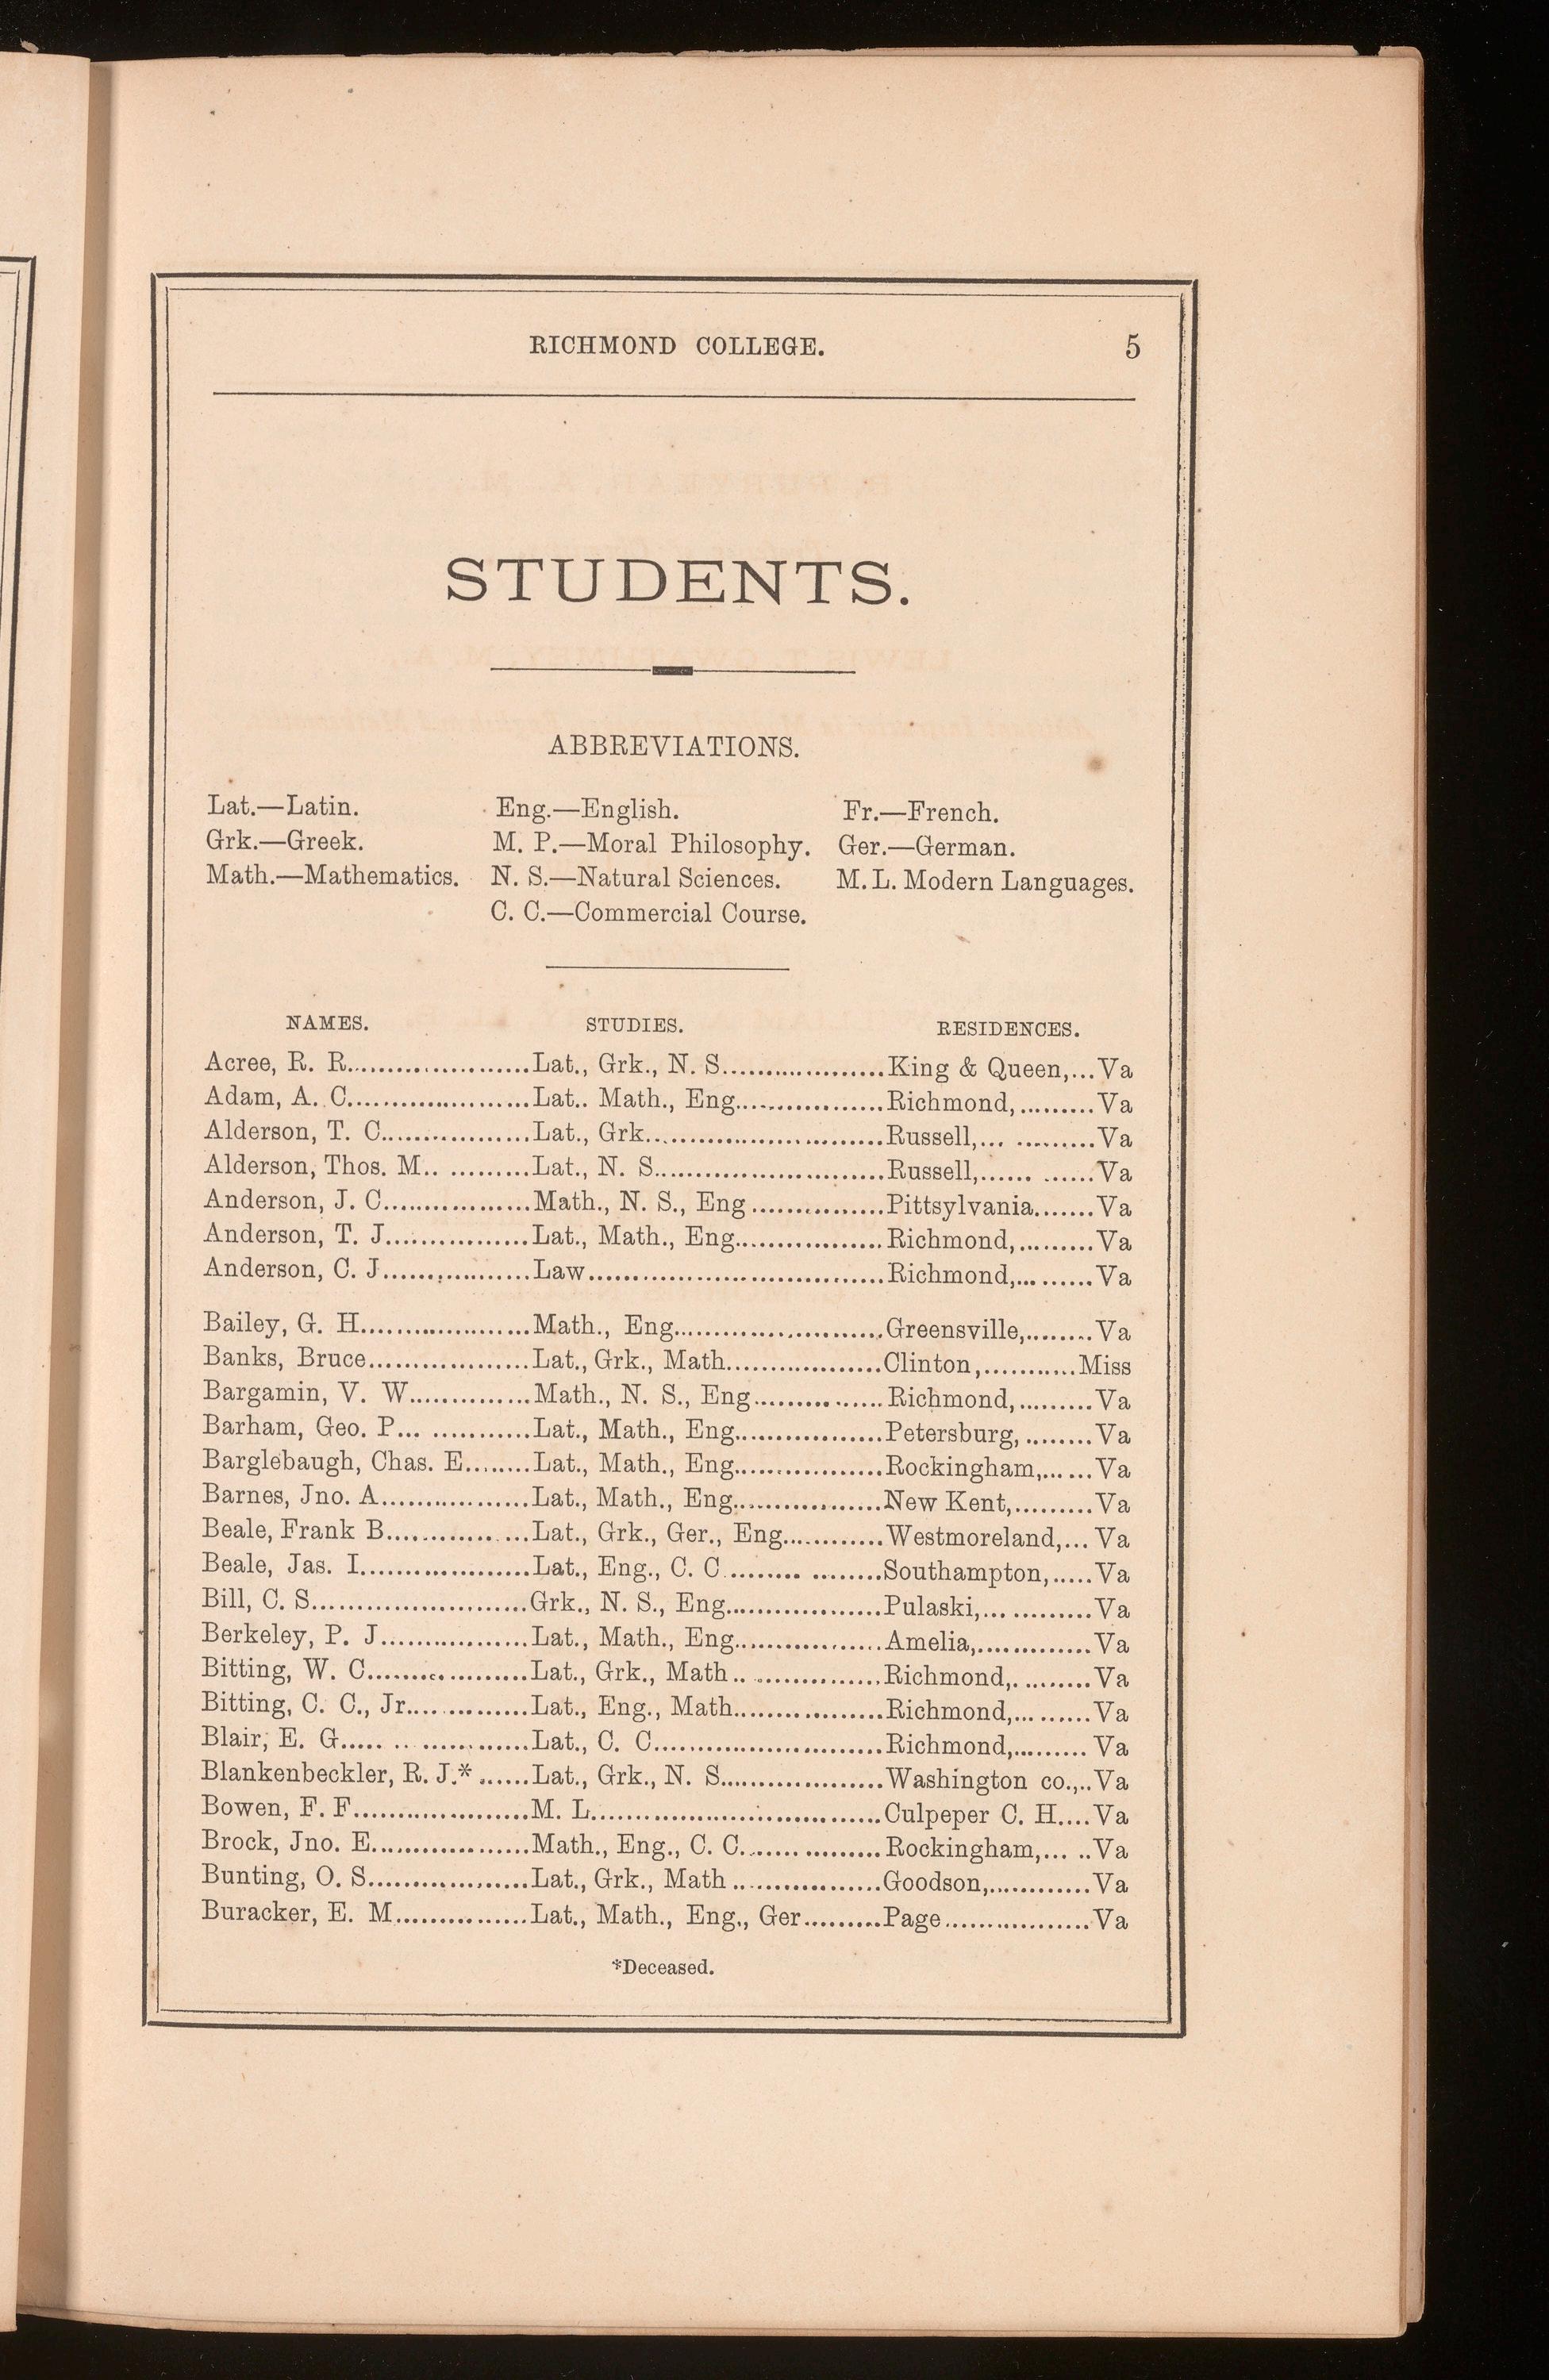 RICHMOND COLLEGE. 5
STUDENTS.
ABBREVIATIONS.
Lat.—Latin. Eng.—English. Fr.—French.
Grk.—Greek. M. P.—Moral Philosophy. Ger.—German.
Math.—Mathematics. N. S.—Natural Sciences. M. L. Modern Languages.
C. C.—Commercial Course.
NAMES. STUDIES. RESIDENCES.
Acree, R. R. Lat., Grk., N. S. King & Queen, Va
Adam, A. C. Lat.. Math., Eng. Richmond, Va
Alderson, T. C. Lat., Grk. Russell, Va
Alderson, Thos. M. Lat., N. S. Russell, Va
Anderson, J. C. Math., N. S., Eng Pittsylvania Va
Anderson, T. J. Lat., Math., Eng. Richmond, Va
Anderson, C. J. Law Richmond, Va
Bailey, G. H. Math., Eng. Greensville, Va
Banks, Bruce Lat., Grk., Math. Clinton, Miss
Bargamin, V. W. Math., N. S., Eng Richmond, Va
Barham, Geo. P. Lat., Math., Eng. Petersburg, Va
Barglebaugh, Chas. E. Lat., Math., Eng. Rockingham, Va
Barnes, Jno. A. Lat., Math., Eng. New Kent, Va
Beale, Frank B. Lat., Grk., Ger., Eng. Westmoreland, Va
Beale, Jas. I. Lat., Eng., C. C. Southampton, Va
Bill, C. S. Grk., N. S., Eng. Pulaski, Va
Berkeley, P. J. Lat., Math., Eng. Amelia, Va
Bitting, W. C. Lat., Grk., Math Richmond, Va
Bitting, C. C., Jr. Lat., Eng., Math. Richmond, Va
Blair, E. G. Lat., C. C. Richmond, Va
Blankenbeckler, R. J.* Lat., Grk., N. S. Washington co., Va
Bowen, F. F. M. L. Culpeper C. H. Va
Brock, Jno. E. Math., Eng., C. C. Rockingham, Va
Bunting, O. S. Lat., Grk., Math Goodson, Va
Buracker, E. M. Lat., Math., Eng., Ger. Page Va
*Deceased.